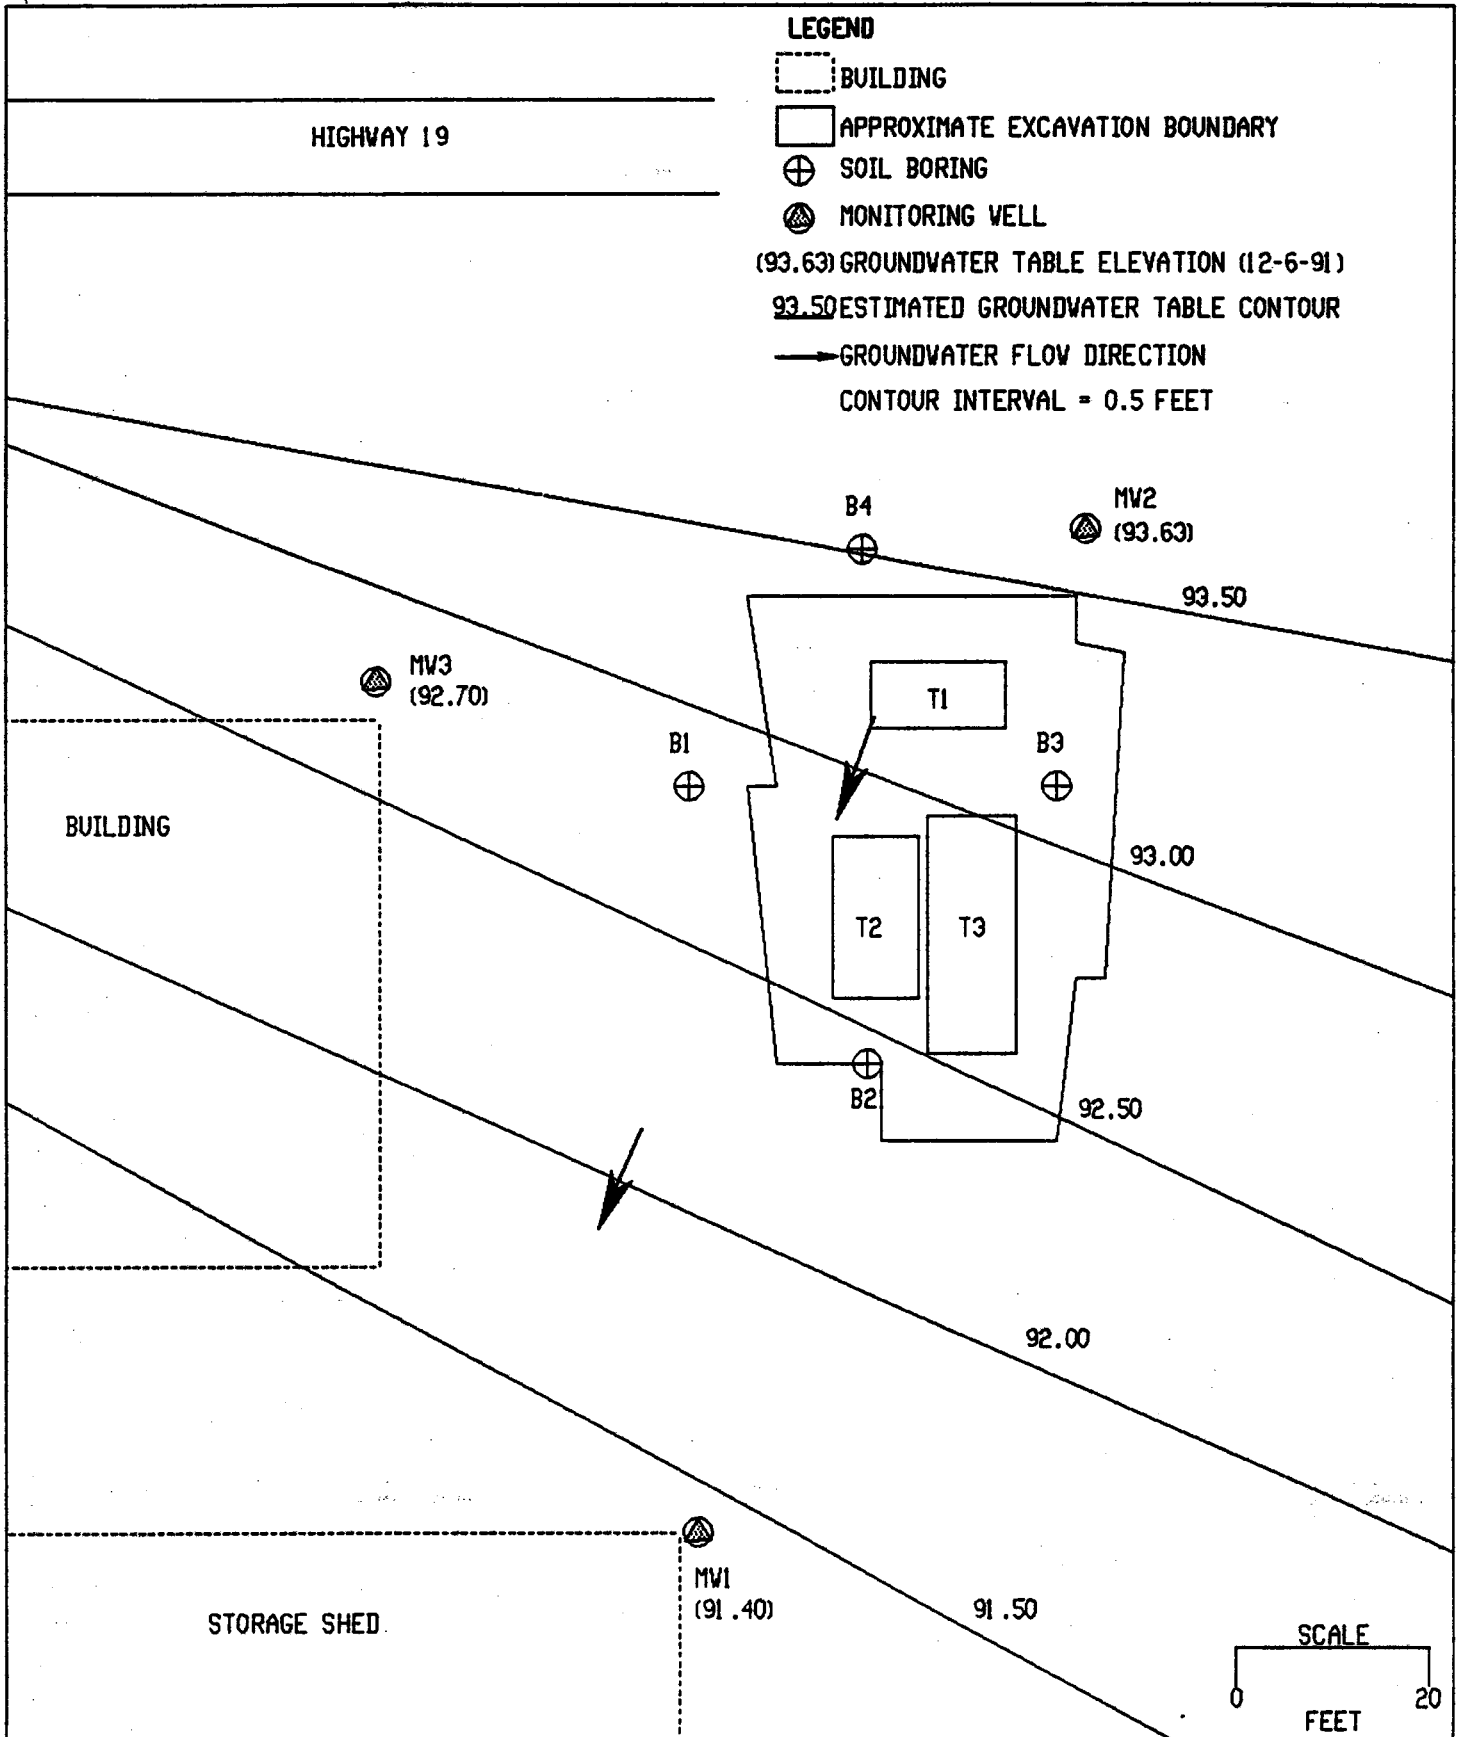 LEGEND
BUILDING
APPROXIMATE EXCAVATION BOUNDARY
HIGHWAY 19
SOIL BORING
MONITORING WELL
(93.63) GROUNDWATER TABLE ELEVATION (12-6-91)
93.50 ESTIMATED GROUNDWATER TABLE CONTOUR
GROUNDWATER FLOW DIRECTION
CONTOUR INTERVAL = 0.5 FEET
B4
MW2
(93.63)
93.50
MW3
(92.70)
T1
B1
B3
BUILDING
93.00
T2
T3
B2
92.50
92.00
MW1
(91.40)
91.50
STORAGE SHED
SCALE
0
20
FEET